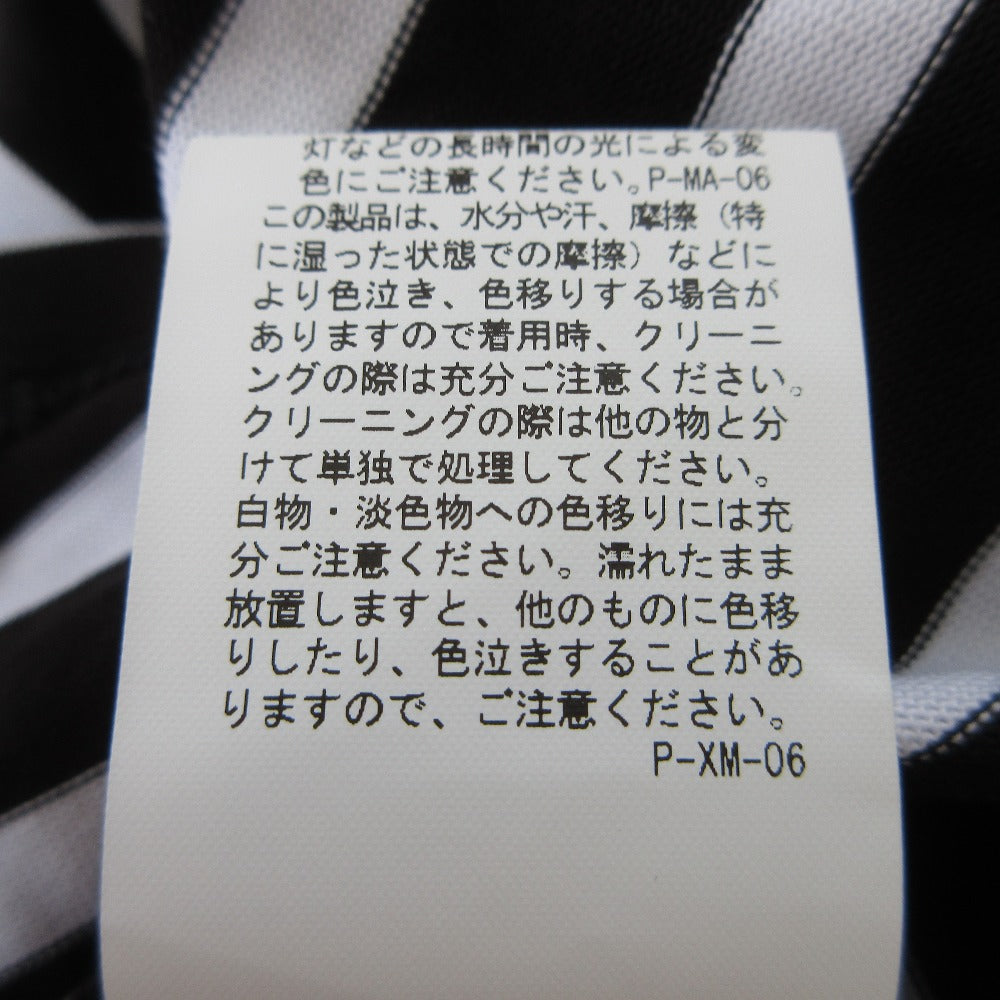 灯などの長時間の光による変
色にご注意ください。P-MA-06
この製品は、水分や汗、摩擦（特
に湿った状態での摩擦）などに
より色泣き、色移りする場合が
ありますので着用時、クリーニ
ングの際は充分ご注意ください。
クリーニングの際は他の物と分
けて単独で処理してください。
白物・淡色物への色移りには充
分ご注意ください。濡れたまま
放置しますと、他のものに色移
りしたり、色泣きすることがあ
りますので、ご注意ください。
P-XM-06